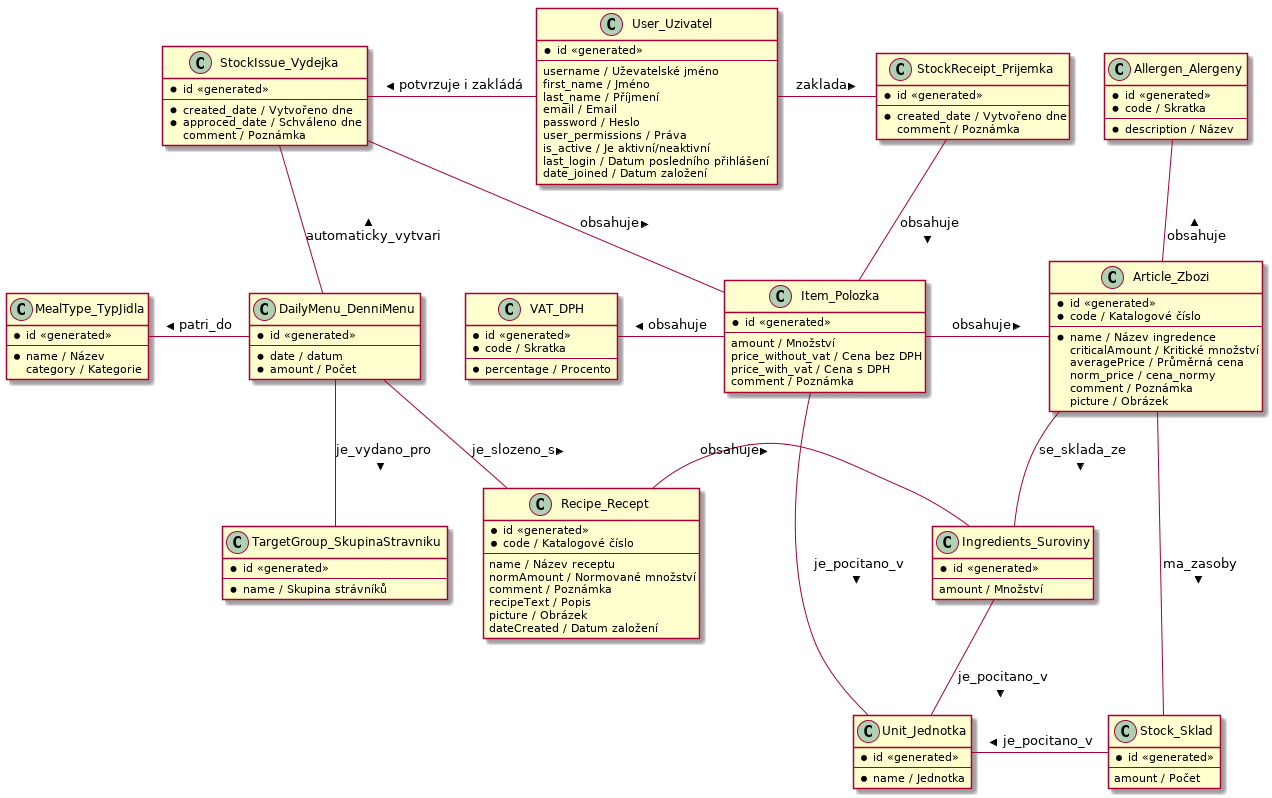 C User_Uzivatel
id «generated»
username / Uževatelské jméno
first_name / Jméno
last_name / Příjmení
email / Email
password / Heslo
user_permissions / Práva
is_active / Je aktivní/neaktivní
last_login / Datum posledního přihlášení
date_joined / Datum založení
C StockIssue_Vydejka
id «generated»
created_date / Vytvořeno dne
approced_date / Schváleno dne
comment / Poznámka
potvrzuje i zakládá
zaklada
C StockReceipt_Prijemka
id «generated»
created_date / Vytvořeno dne
comment / Poznámka
C Allergen_Alergeny
id «generated»
code / Skratka
description / Název
automaticky_vytvari
obsahuje
obsahuje
obsahuje
C MealType_TypJidla
id «generated»
name / Název
category / Kategorie
patri_do
C DailyMenu_DenniMenu
id «generated»
date / datum
amount / Počet
C VAT_DPH
id «generated»
code / Skratka
percentage / Procento
obsahuje
C Item_Polozka
id «generated»
amount / Množství
price_without_vat / Cena bez DPH
price_with_vat / Cena s DPH
comment / Poznámka
obsahuje
C Article_Zbozi
id «generated»
code / Katalogové číslo
name / Název ingredence
criticalAmount / Kritické množství
averagePrice / Průměrná cena
norm_price / cena_normy
comment / Poznámka
picture / Obrázek
je_vydano_pro
je_slozeno_s
obsahuje
se_sklada_ze
C TargetGroup_SkupinaStravniku
id «generated»
name / Skupina strávníků
C Recipe_Recept
id «generated»
code / Katalogové číslo
name / Název receptu
normAmount / Normované množství
comment / Poznámka
recipeText / Popis
picture / Obrázek
dateCreated / Datum založení
je_pocitano_v
C Ingredients_Suroviny
id «generated»
amount / Množství
ma_zasoby
je_pocitano_v
C Unit_Jednotka
id «generated»
name / Jednotka
je_pocitano_v
C Stock_Sklad
id «generated»
amount / Počet